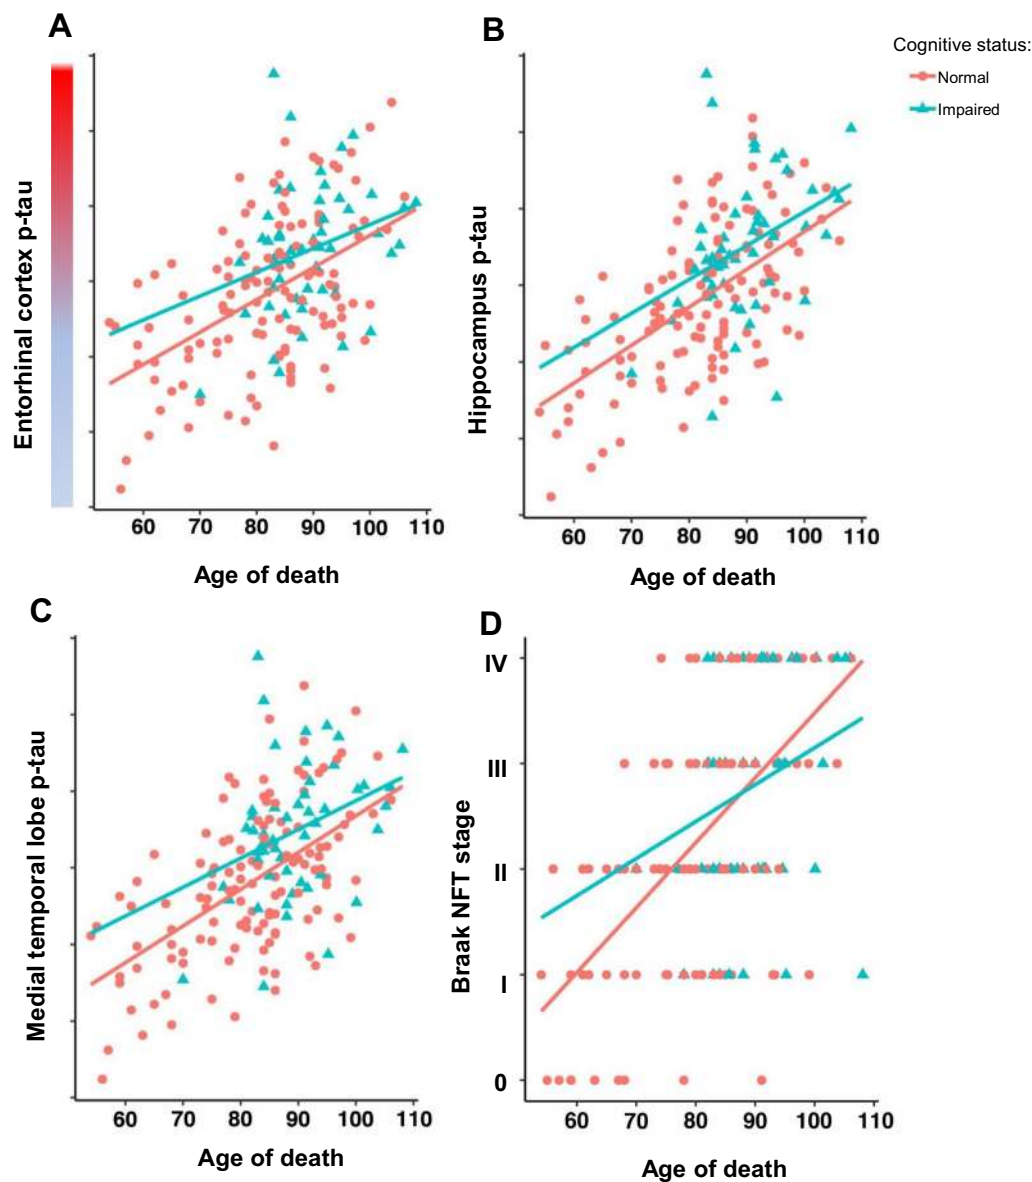 A
B
Cognitive status:
Normal
Impaired
Entorhinal cortex p-tau
Hippocampus p-tau
60 70 80 90 100 110
60 70 80 90 100 110
Age of death
Age of death
C
D
Medial temporal lobe p-tau
Braak NFT stage
IV
III
II
I
0
60 70 80 90 100 110
60 70 80 90 100 110
Age of death
Age of death